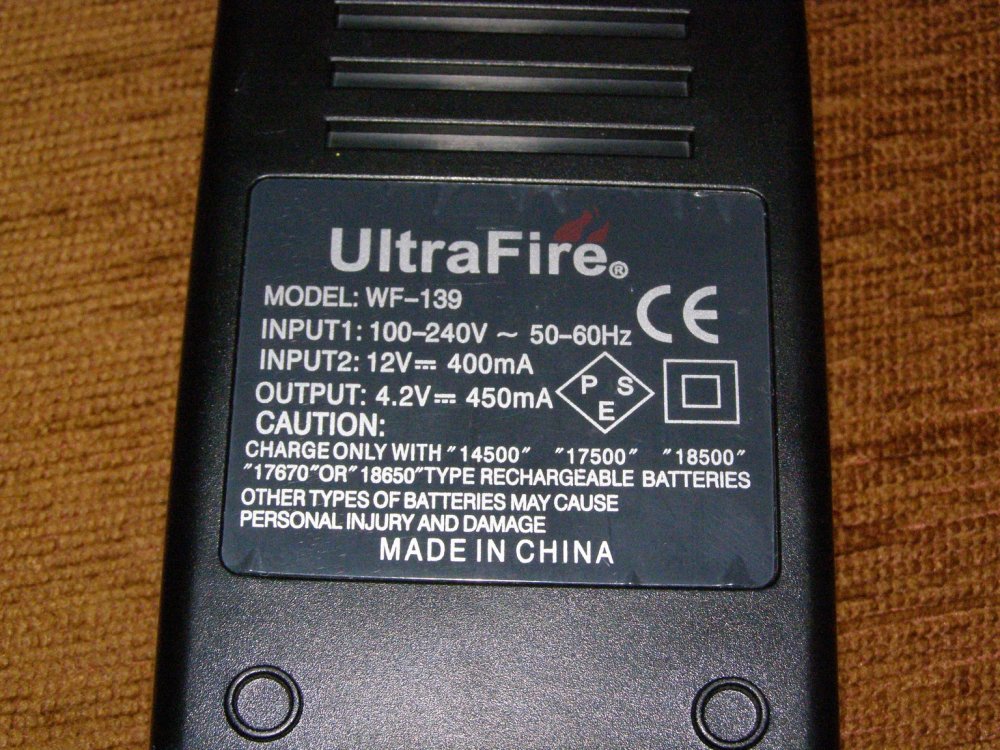 UltraFire®
MODEL: WF-139
INPUT1: 100-240V ~ 50-60Hz
INPUT2: 12V⎓ 400mA
OUTPUT: 4.2V⎓ 450mA
CE
P S E
CAUTION:
CHARGE ONLY WITH "14500" "17500" "18500"
"17670"OR"18650"TYPE RECHARGEABLE BATTERIES
OTHER TYPES OF BATTERIES MAY CAUSE
PERSONAL INJURY AND DAMAGE
MADE IN CHINA